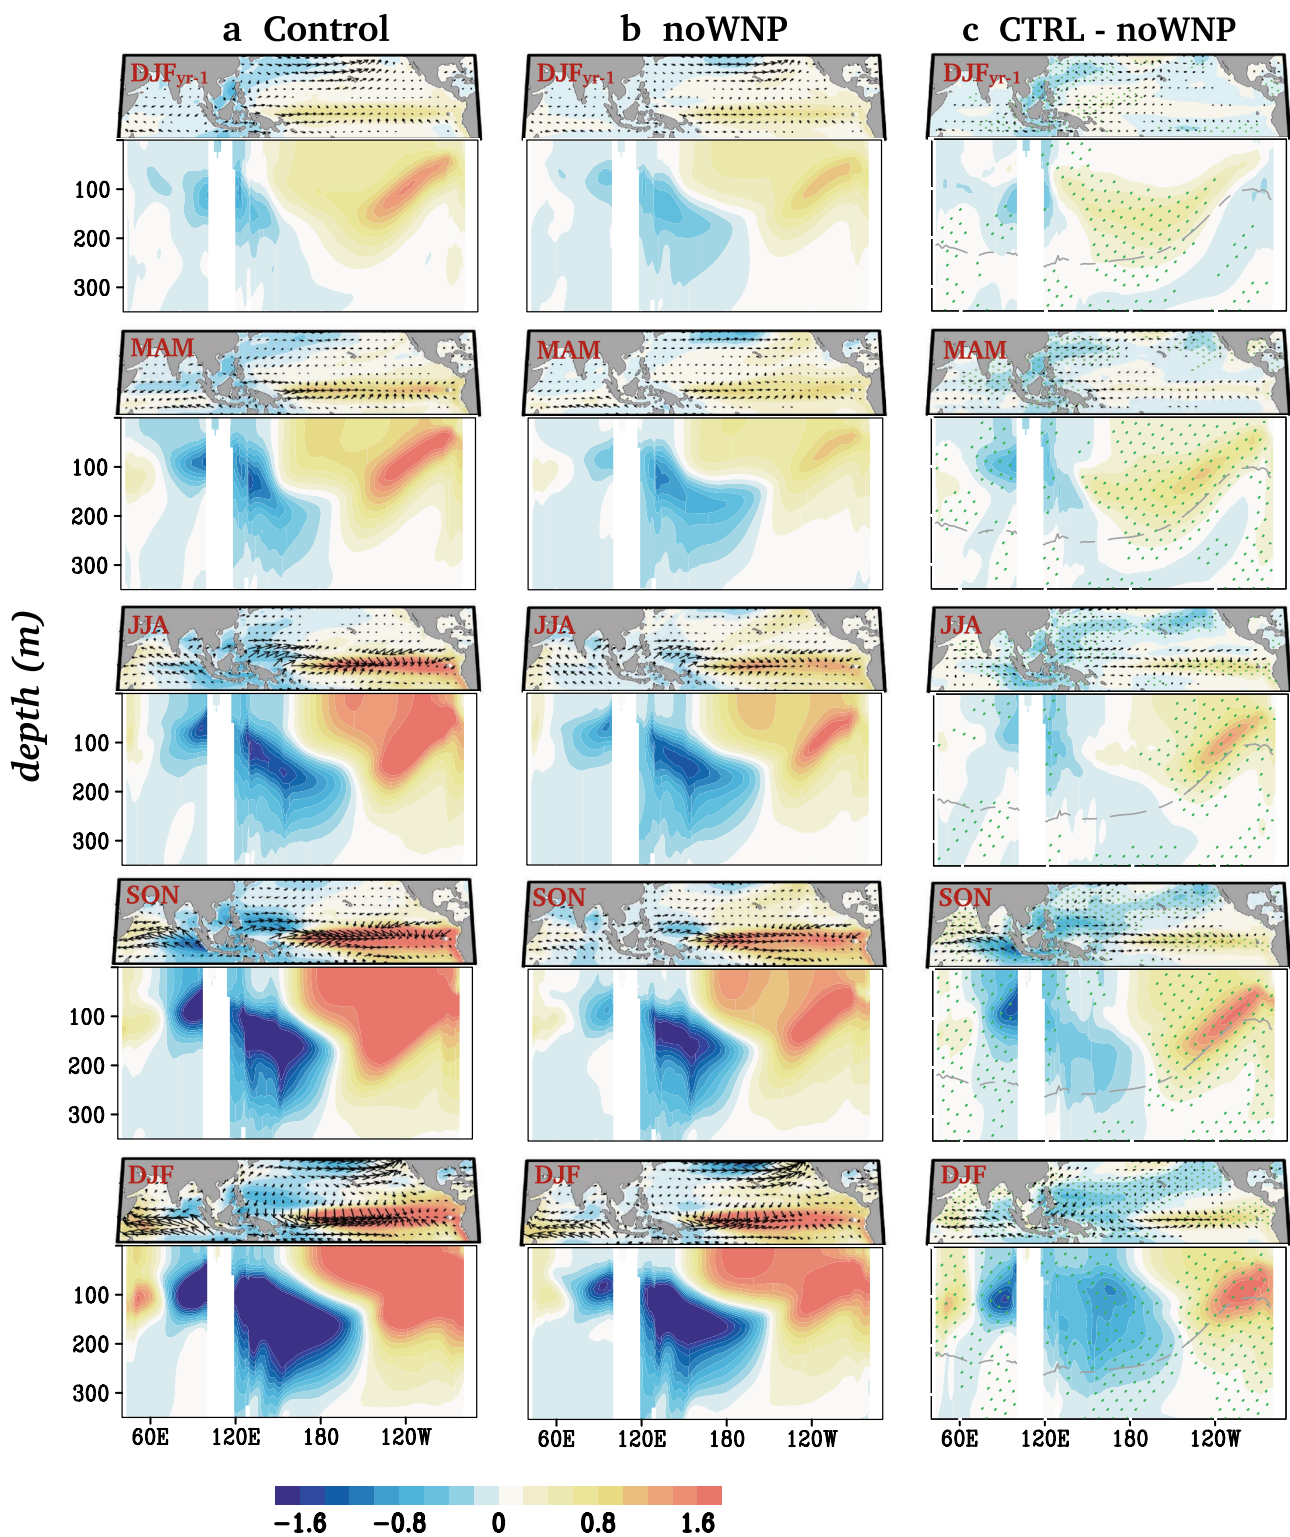 a Control b noWNP c CTRL - noWNP
DJFyr-1 DJFyr-1 DJFyr-1
100
200
300
MAM MAM MAM
100
200
300
JJA JJA JJA
100
200
300
depth (m)
SON SON SON
100
200
300
DJF DJF DJF
100
200
300
60E 120E 180 120W 60E 120E 180 120W 60E 120E 180 120W
-1.6 -0.8 0 0.8 1.6